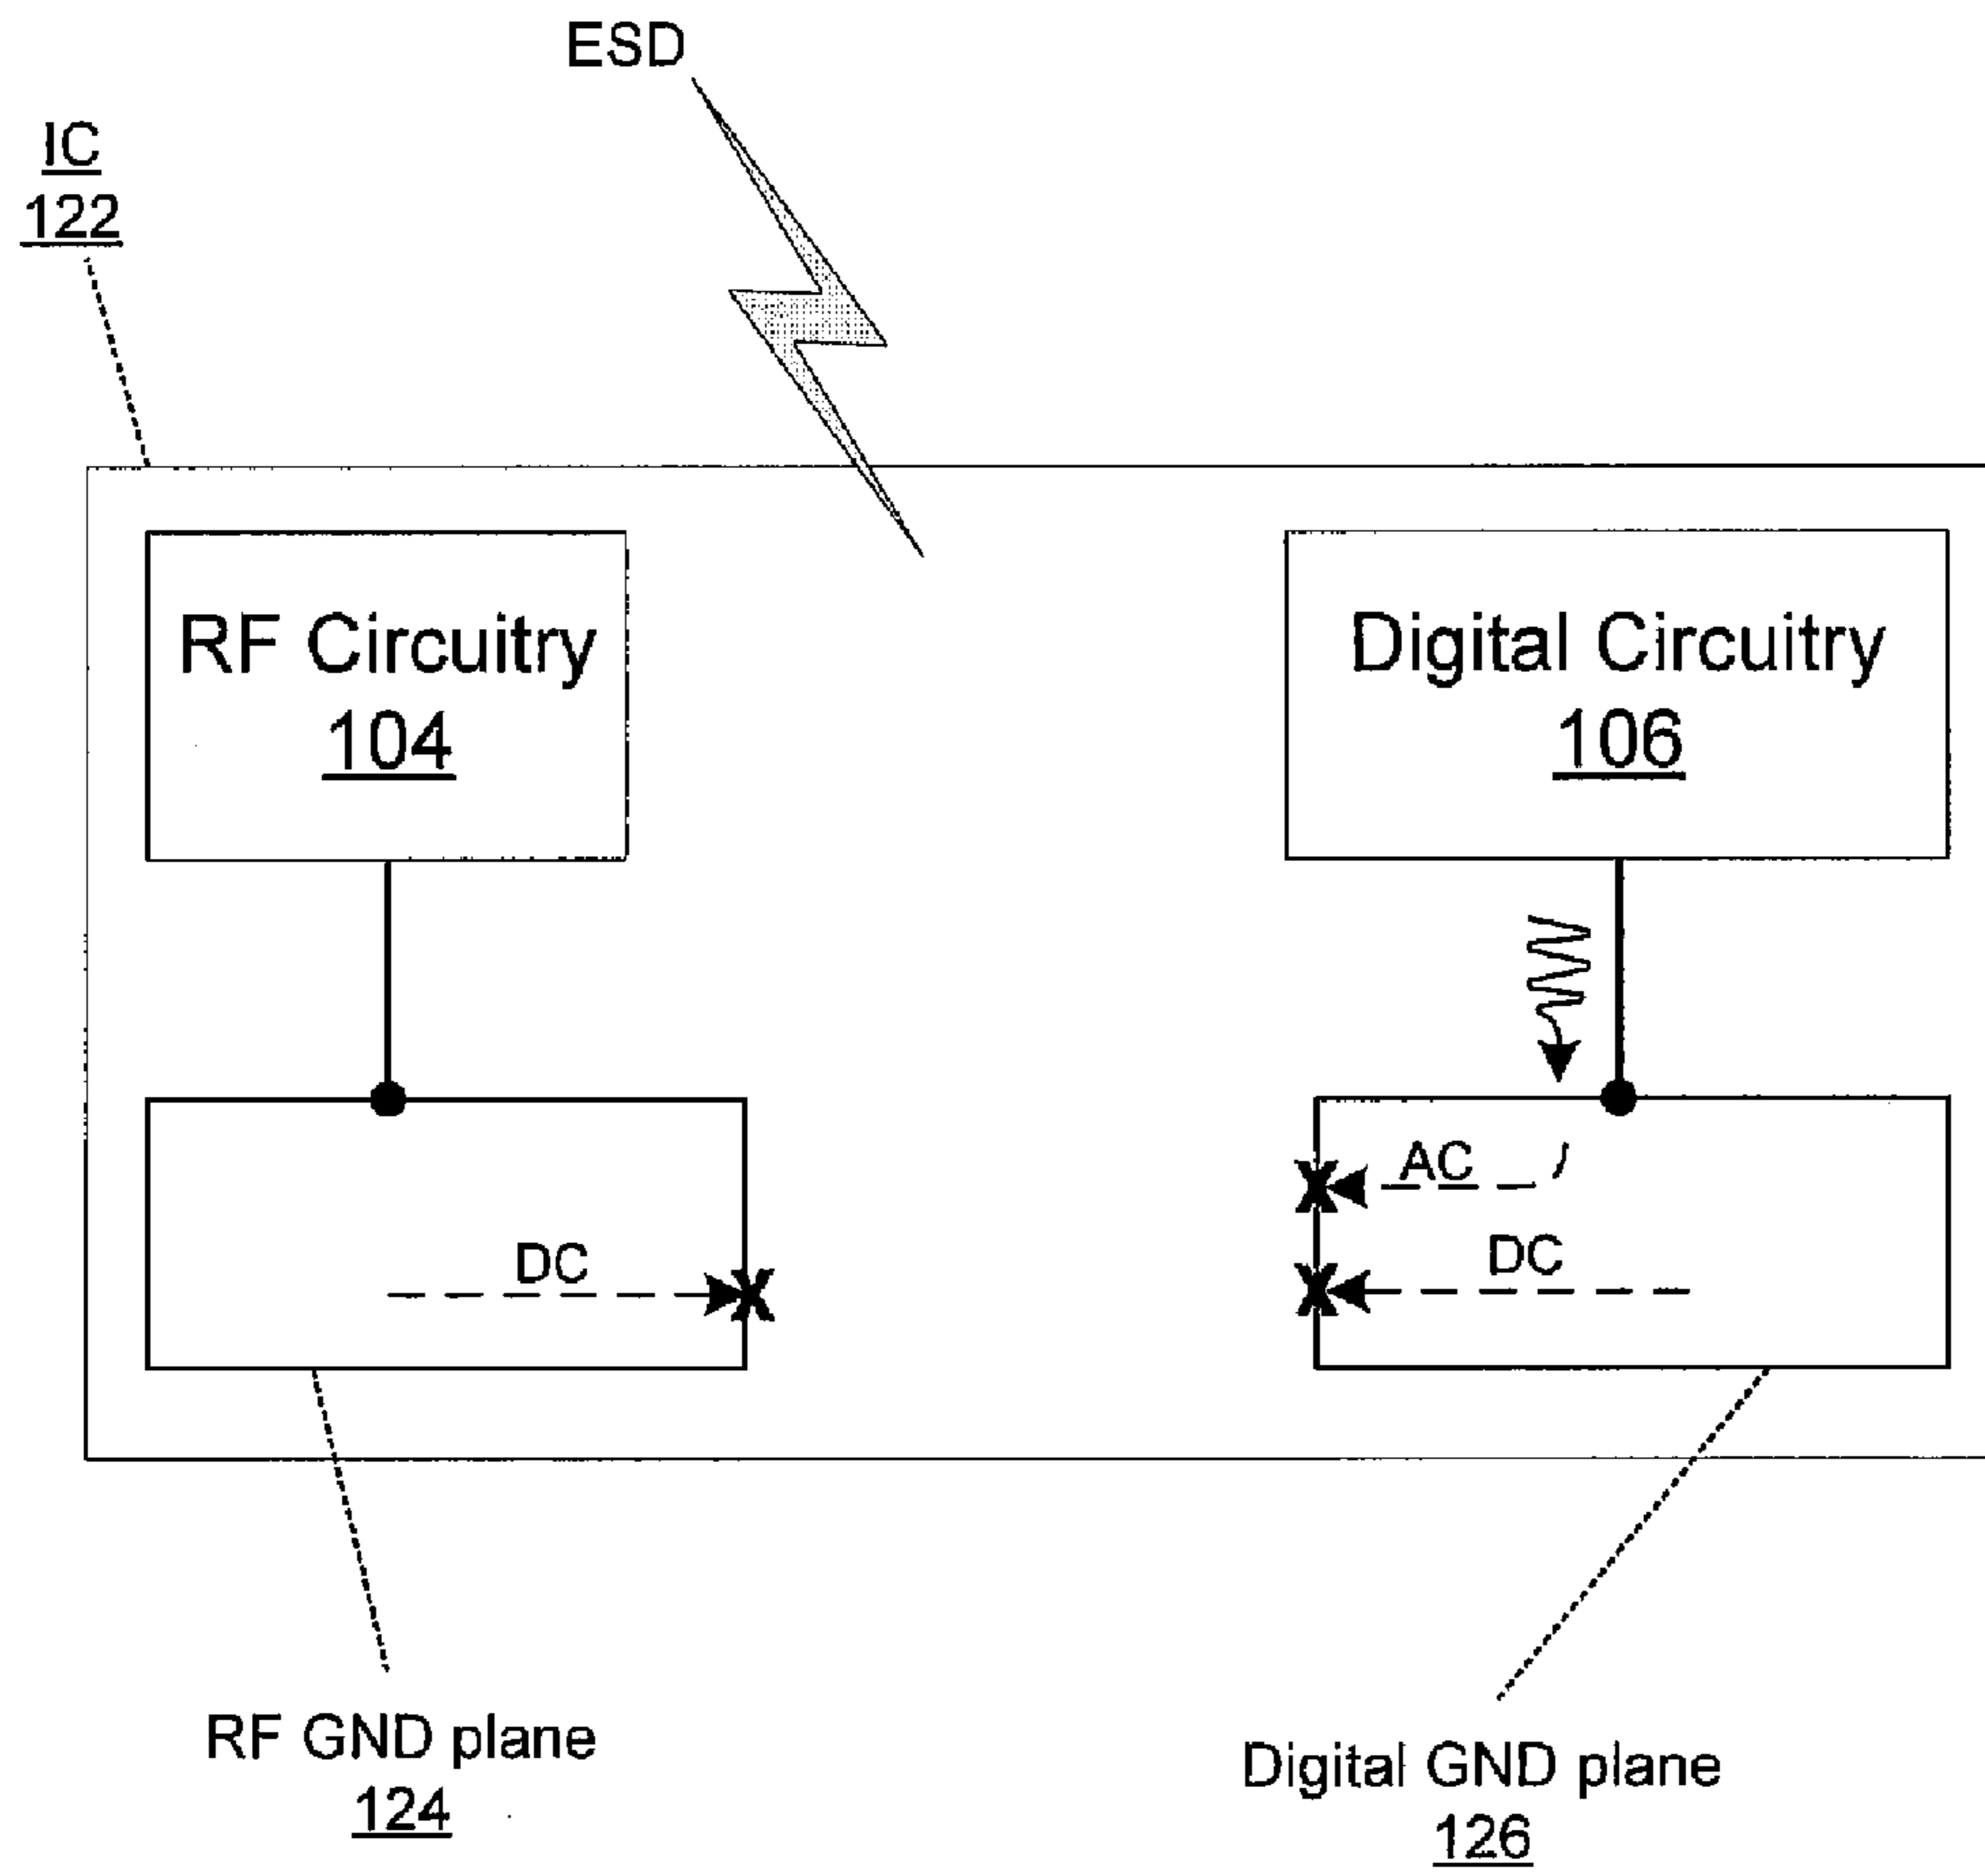 ESD
IC
122
RF Circuitry
104
Digital Circuitry
106
AC
DC
DC
RF GND plane
124
Digital GND plane
126